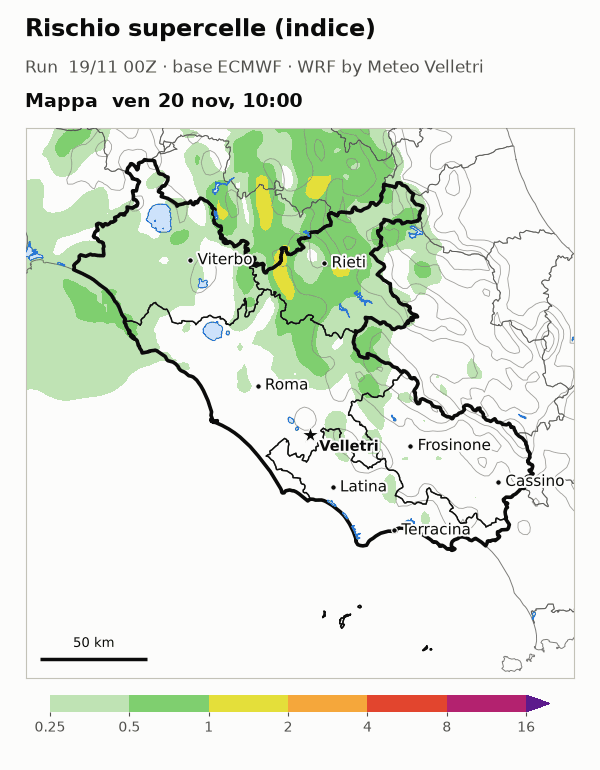 Rischio supercelle (indice)
Run  19/11 00Z · base ECMWF · WRF by Meteo Velletri
Mappa  ven 20 nov, 10:00
Viterbo
Rieti
Roma
Velletri
Frosinone
Cassino
Latina
Terracina
50 km
0.25 0.5 1 2 4 8 16